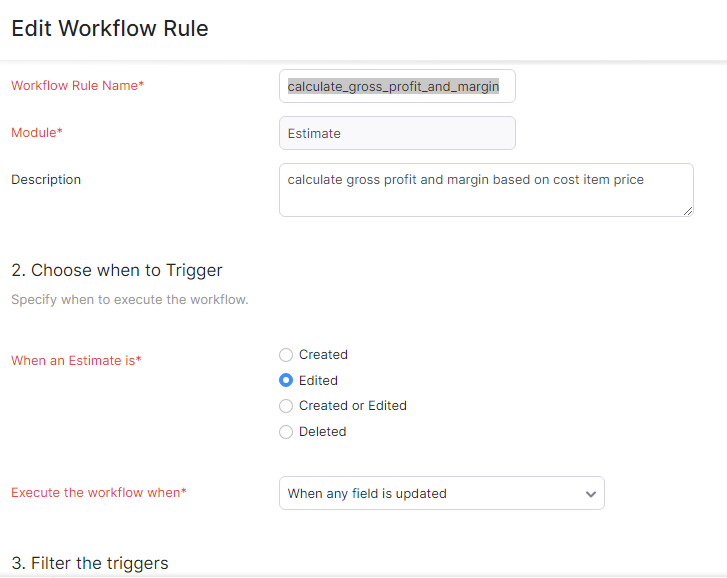 Edit Workflow Rule
Workflow Rule Name*
calculate_gross_profit_and_margin
Module*
Estimate
Description
calculate gross profit and margin based on cost item price
2. Choose when to Trigger
Specify when to execute the workflow.
When an Estimate is*
Created
Edited
Created or Edited
Deleted
Execute the workflow when*
When any field is updated
3. Filter the triggers